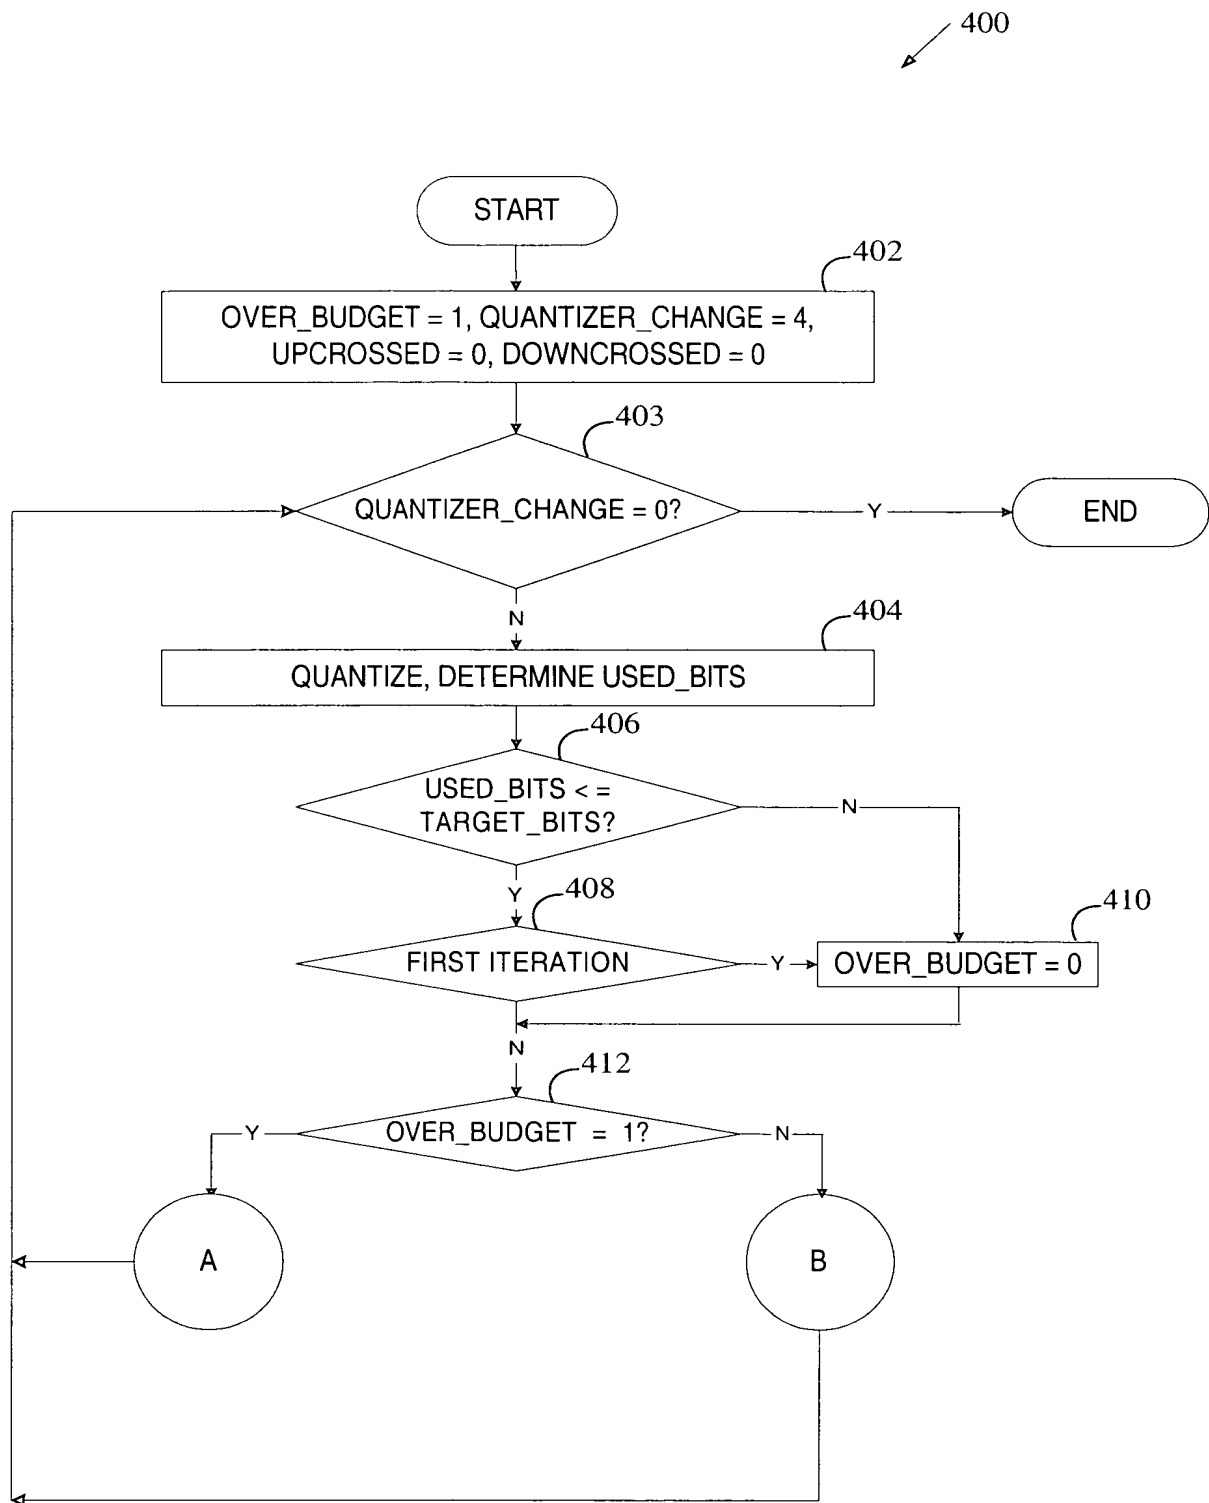 400
START
402
OVER_BUDGET = 1, QUANTIZER_CHANGE = 4,
UPCROSSED = 0, DOWNCROSSED = 0
403
QUANTIZER_CHANGE = 0?
Y
END
N
404
QUANTIZE, DETERMINE USED_BITS
406
USED_BITS < =
TARGET_BITS?
N
Y
408
410
FIRST ITERATION
Y
OVER_BUDGET = 0
N
412
Y
OVER_BUDGET = 1?
N
A
B